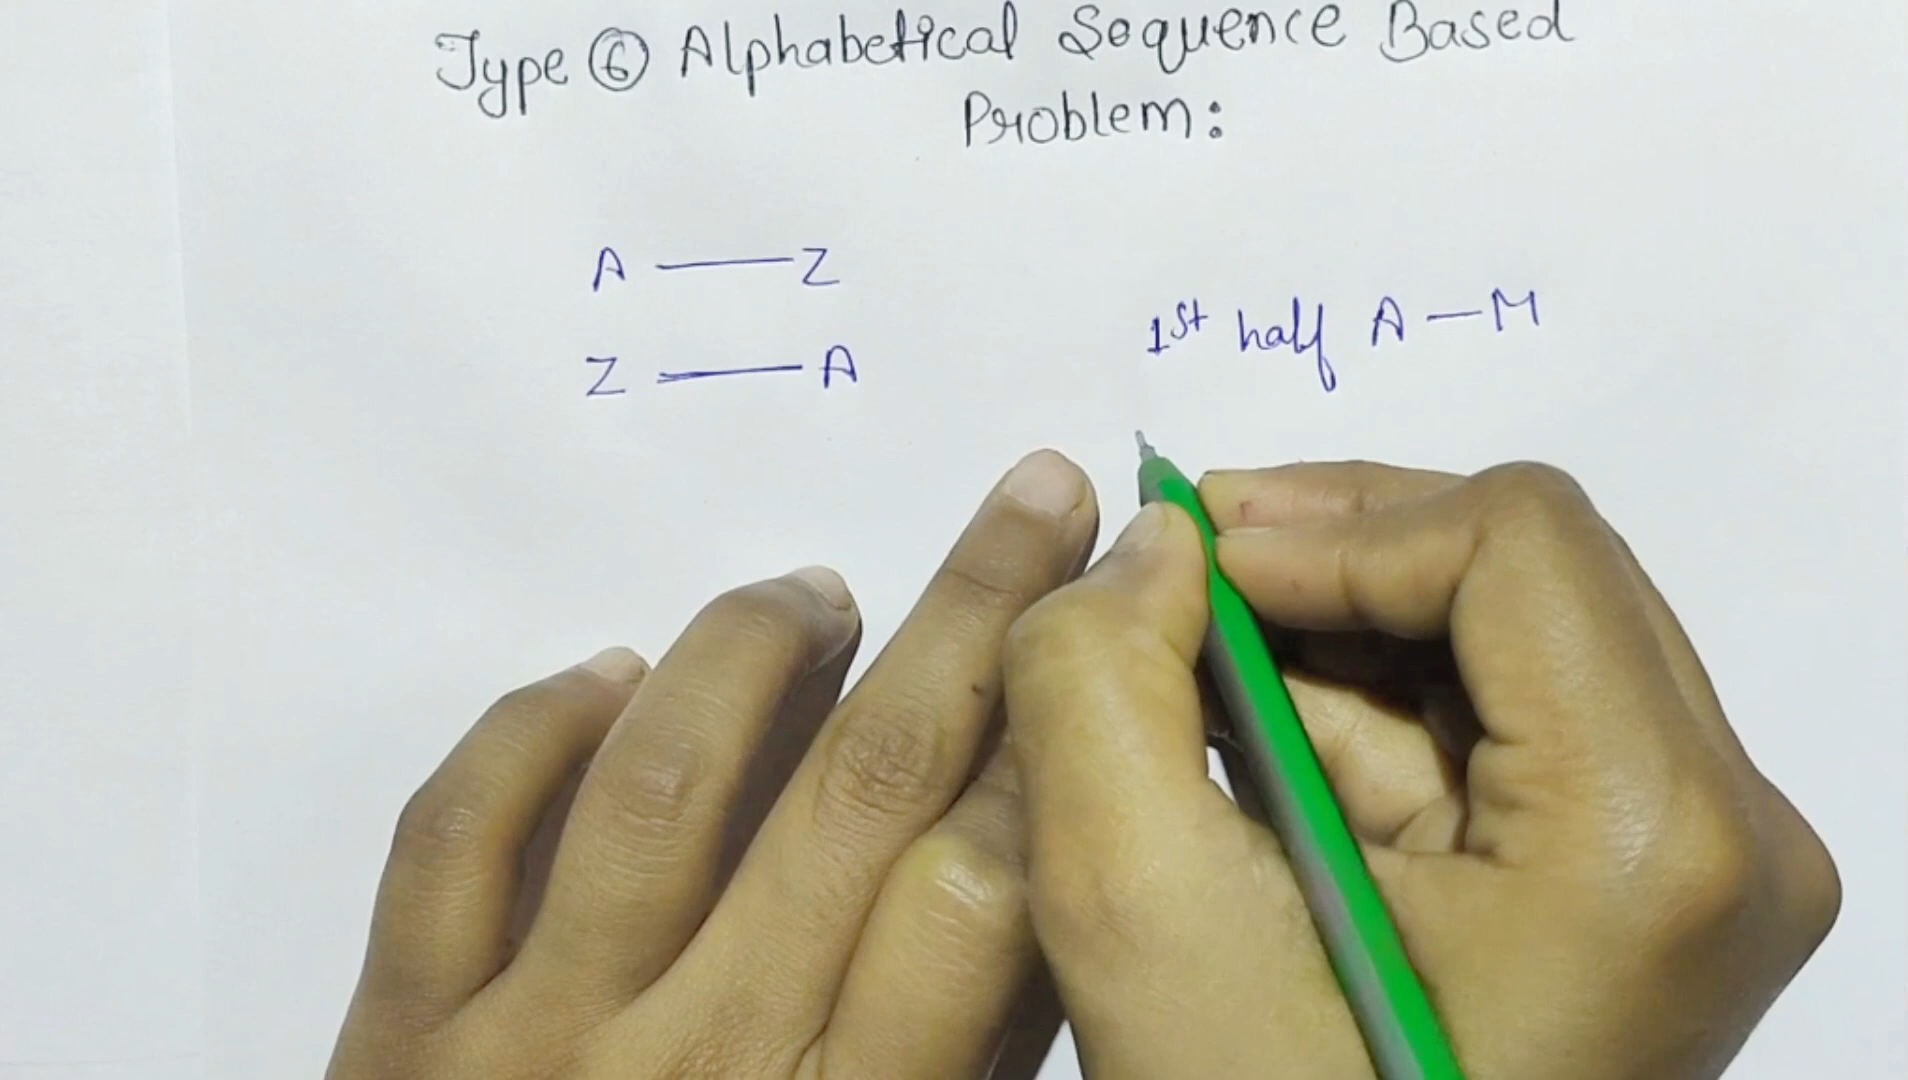 Type ⑥ Alphabetical Sequence Based
Problem:
A — Z
Z — A
1st half A — M